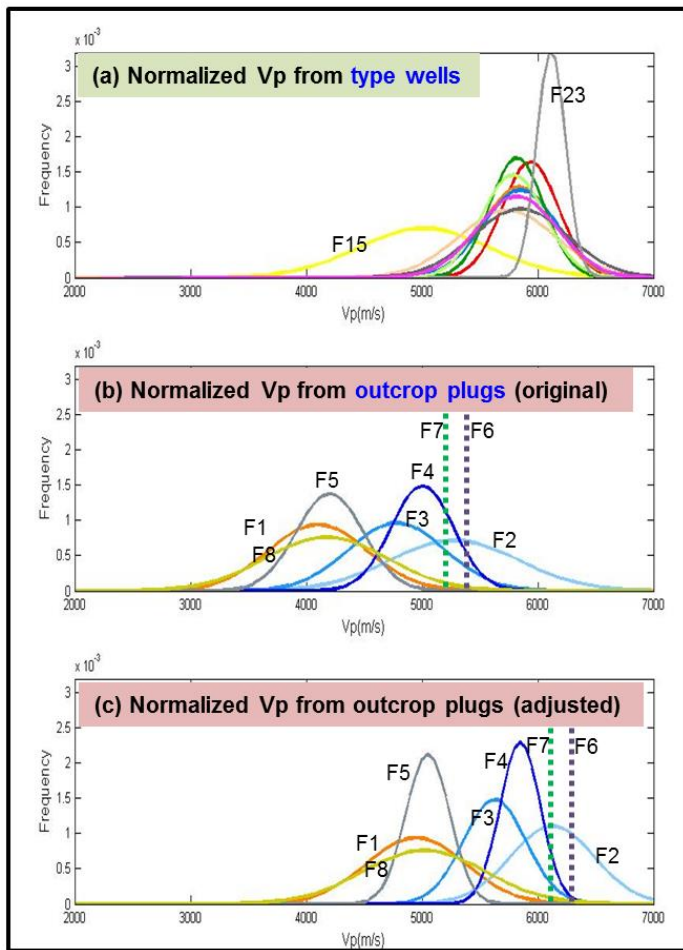 x 10⁻³
(a) Normalized Vp from type wells
F23
F15
Frequency
3
2.5
2
1.5
1
0.5
0
2000 3000 4000 5000 6000 7000
Vp(m/s)
x 10⁻³
(b) Normalized Vp from outcrop plugs (original)
F7 F6
F5 F4
F1 F3
F8 F2
Frequency
3
2.5
2
1.5
1
0.5
0
2000 3000 4000 5000 6000 7000
Vp(m/s)
x 10⁻³
(c) Normalized Vp from outcrop plugs (adjusted)
F5 F4 F7 F6
F1 F3
F8 F2
Frequency
3
2.5
2
1.5
1
0.5
0
2000 3000 4000 5000 6000 7000
Vp(m/s)